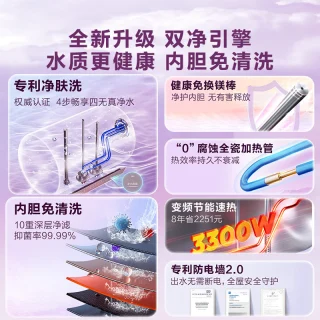 全新升级 双净引擎
水质更健康 内胆免清洗
专利净肤洗
权威认证 4步畅享四无真净水
健康免换镁棒
净护内胆 无有害释放
“0”腐蚀全瓷加热管
热效率持久不衰减
内胆免清洗
10重深层净滤
抑菌率99.99%
变频节能速热
8年省2251元
3300W
专利防电墙2.0
出水无需断电,全屋安全守护